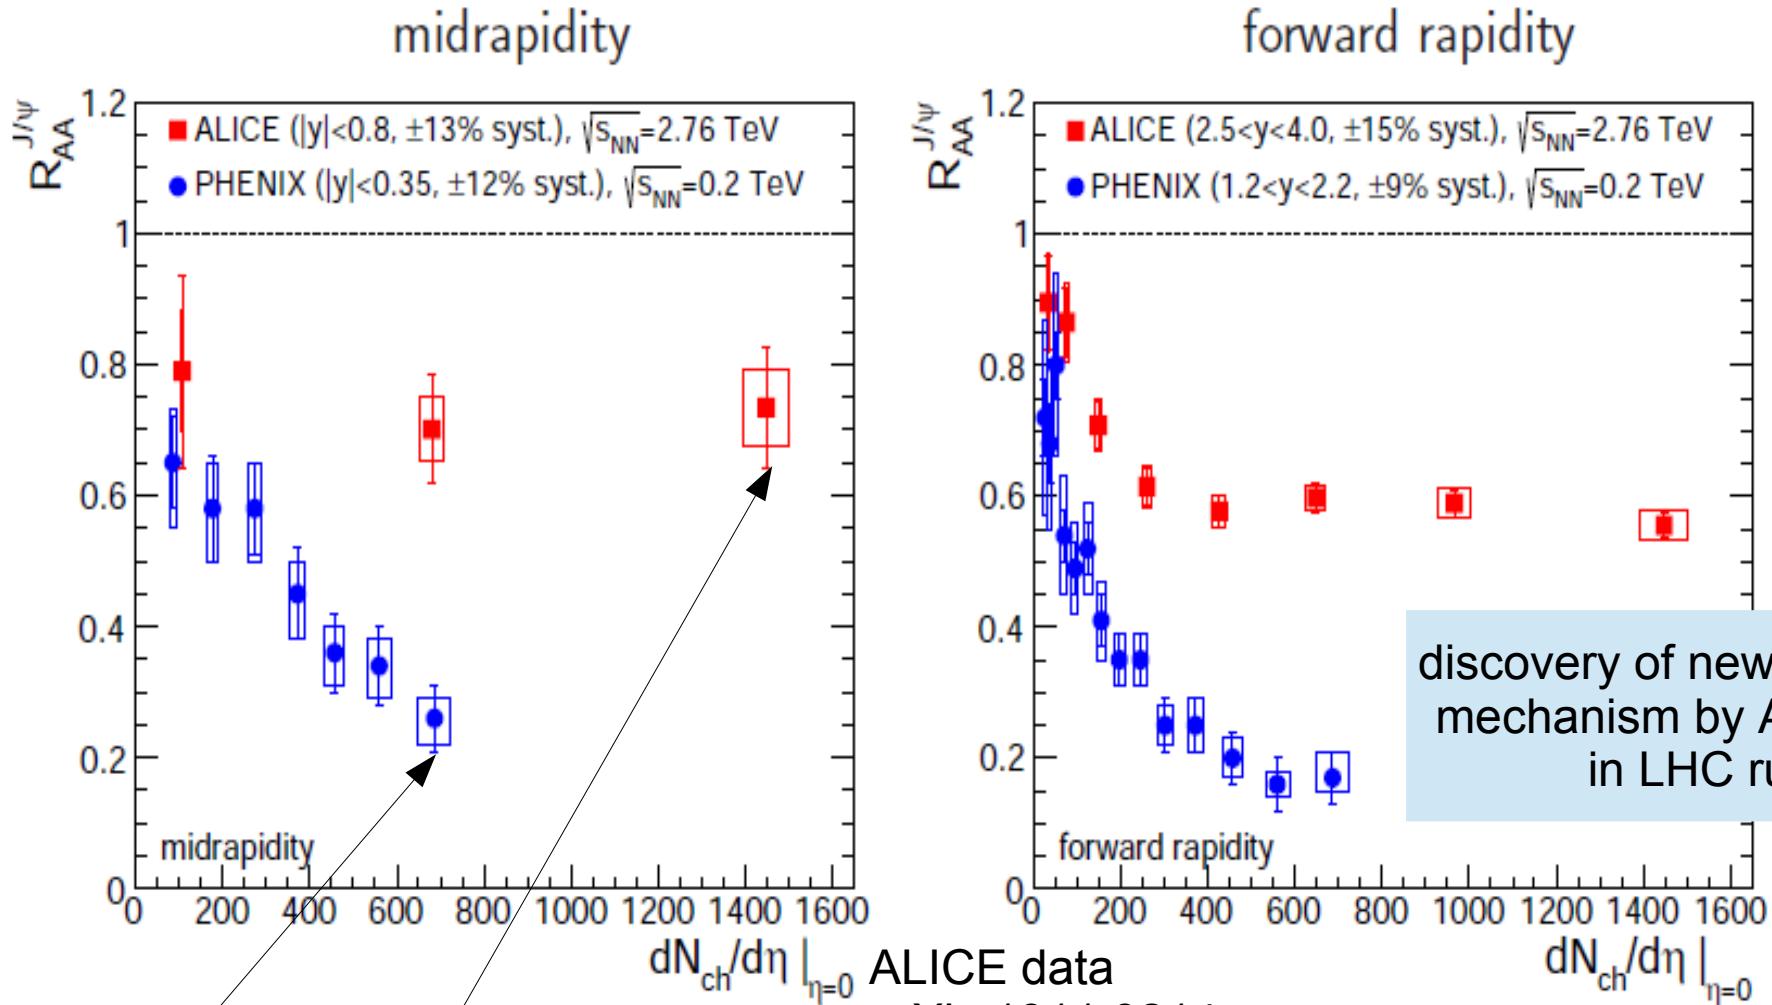 midrapidity
R_AA^J/ψ
1.2
1
0.8
0.6
0.4
0.2
0
ALICE (|y|<0.8, ±13% syst.), √s_NN=2.76 TeV
PHENIX (|y|<0.35, ±12% syst.), √s_NN=0.2 TeV
midrapidity
0 200 400 600 800 1000 1200 1400 1600
dN_ch/dη |_η=0
forward rapidity
R_AA^J/ψ
1.2
1
0.8
0.6
0.4
0.2
0
ALICE (2.5<y<4.0, ±15% syst.), √s_NN=2.76 TeV
PHENIX (1.2<y<2.2, ±9% syst.), √s_NN=0.2 TeV
forward rapidity
0 200 400 600 800 1000 1200 1400 1600
dN_ch/dη |_η=0
discovery of new
mechanism by
in LHC
ALICE data